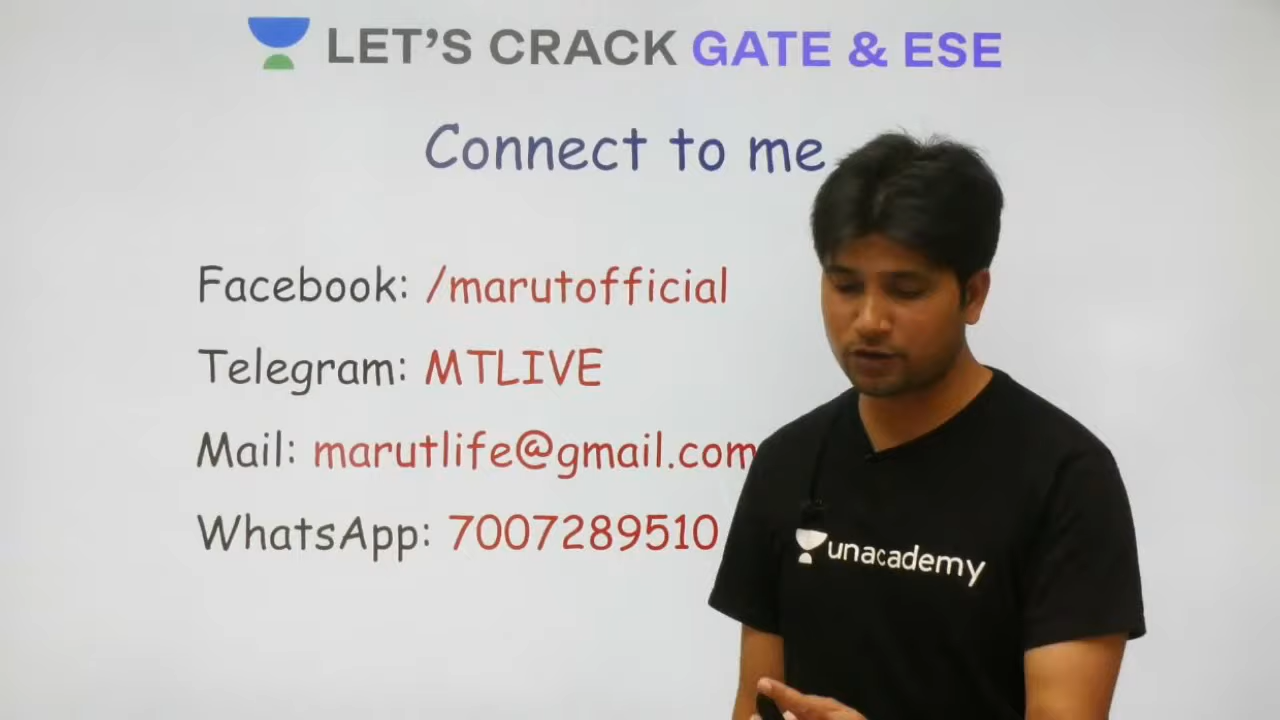 LET'S CRACK GATE & ESE
Connect to me
Facebook: /marutofficial
Telegram: MTLIVE
Mail: marutlife@gmail.com
WhatsApp: 7007289510
unacademy